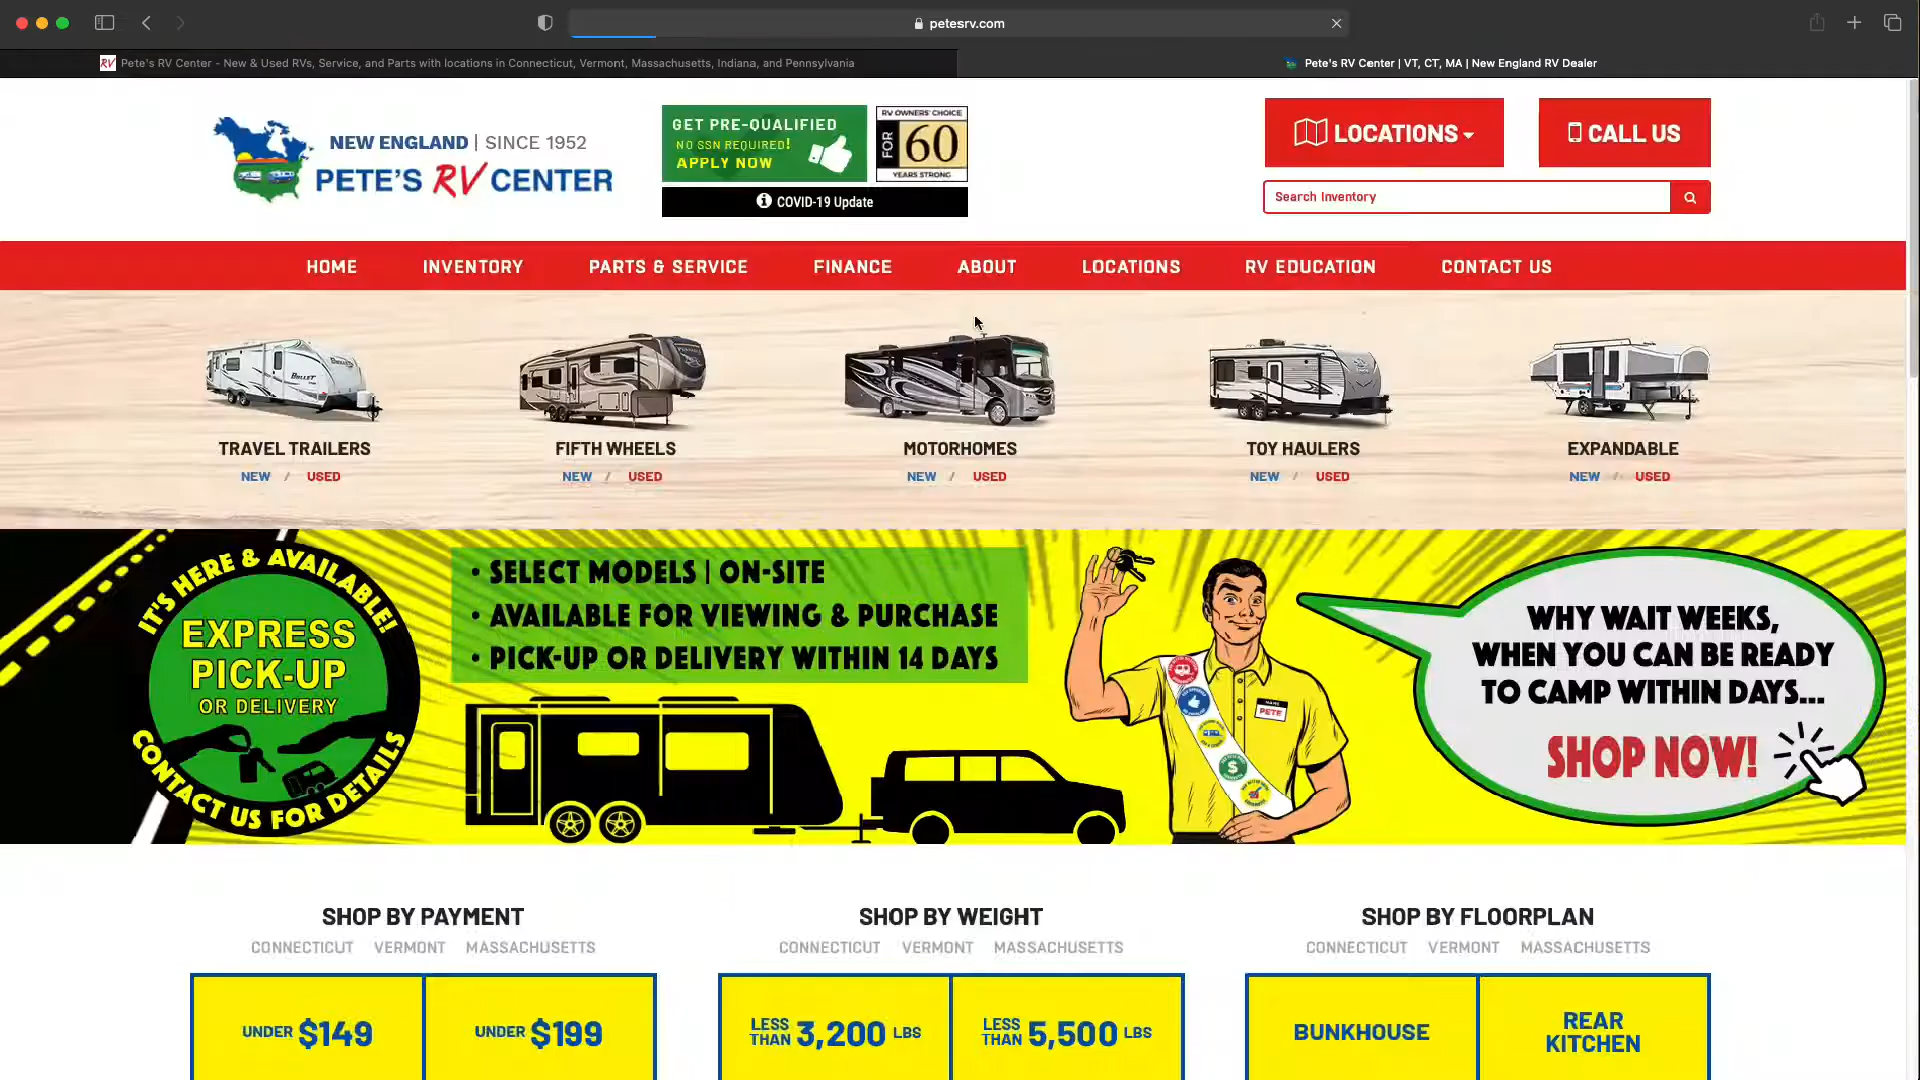 petesrv.com
RV Pete's RV Center - New & Used RVs, Service, and Parts with locations in Connecticut, Vermont, Massachusetts, Indiana, and Pennsylvania
Pete's RV Center | VT, CT, MA | New England RV Dealer
NEW ENGLAND | SINCE 1952
PETE'S RV CENTER
GET PRE-QUALIFIED
NO SSN REQUIRED!
APPLY NOW
RV OWNERS' CHOICE
FOR 60
YEARS STRONG
COVID-19 Update
LOCATIONS
CALL US
Search Inventory
HOME INVENTORY PARTS & SERVICE FINANCE ABOUT LOCATIONS RV EDUCATION CONTACT US
TRAVEL TRAILERS
NEW / USED
FIFTH WHEELS
NEW / USED
MOTORHOMES
NEW / USED
TOY HAULERS
NEW / USED
EXPANDABLE
NEW / USED
IT'S HERE & AVAILABLE!
EXPRESS
PICK-UP
OR DELIVERY
CONTACT US FOR DETAILS
• SELECT MODELS | ON-SITE
• AVAILABLE FOR VIEWING & PURCHASE
• PICK-UP OR DELIVERY WITHIN 14 DAYS
PETE
WHY WAIT WEEKS,
WHEN YOU CAN BE READY
TO CAMP WITHIN DAYS...
SHOP NOW!
SHOP BY PAYMENT
CONNECTICUT VERMONT MASSACHUSETTS
UNDER $149
UNDER $199
SHOP BY WEIGHT
CONNECTICUT VERMONT MASSACHUSETTS
LESS THAN 3,200 LBS
LESS THAN 5,500 LBS
SHOP BY FLOORPLAN
CONNECTICUT VERMONT MASSACHUSETTS
BUNKHOUSE
REAR
KITCHEN